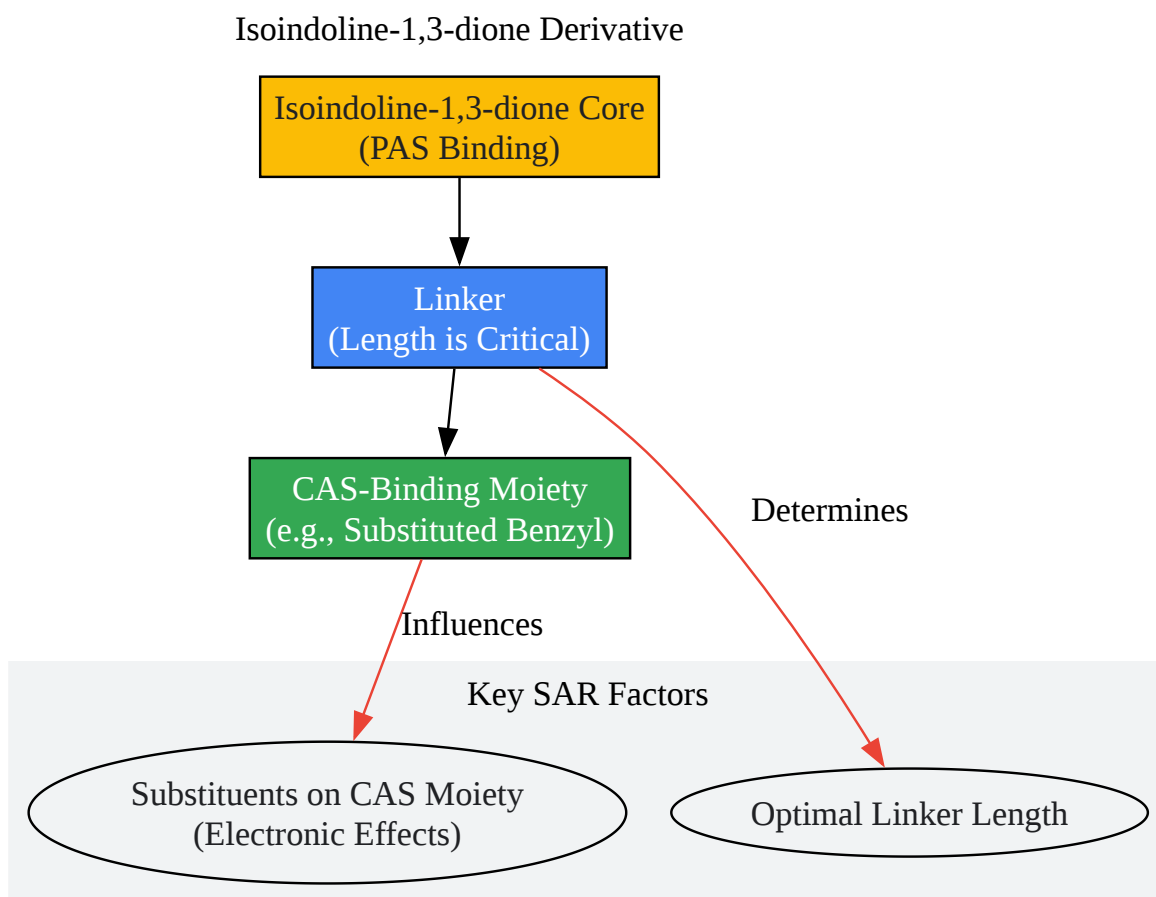 Isoindoline-1,3-dione Derivative
Isoindoline-1,3-dione Core
(PAS Binding)
Linker
(Length is Critical)
CAS-Binding Moiety
(e.g., Substituted Benzyl)
Determines
Influences
Key SAR Factors
Substituents on CAS Moiety
(Electronic Effects)
Optimal Linker Length